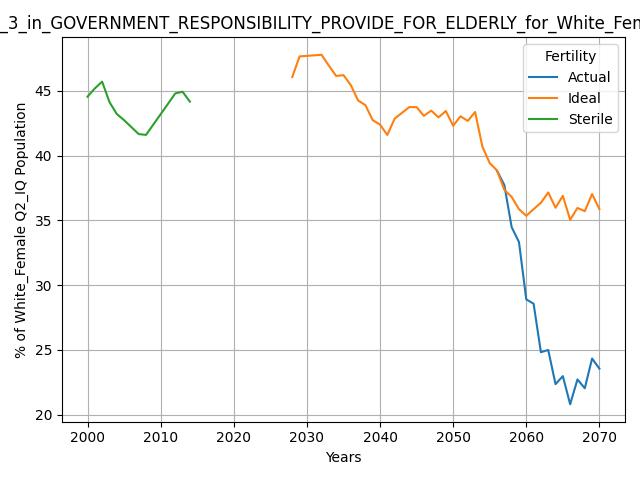 _3_in_GOVERNMENT_RESPONSIBILITY_PROVIDE_FOR_ELDERLY_for_White_Fem
Fertility
Actual
Ideal
Sterile
% of White_Female Q2_IQ Population
45
40
35
30
25
20
2000 2010 2020 2030 2040 2050 2060 2070
Years